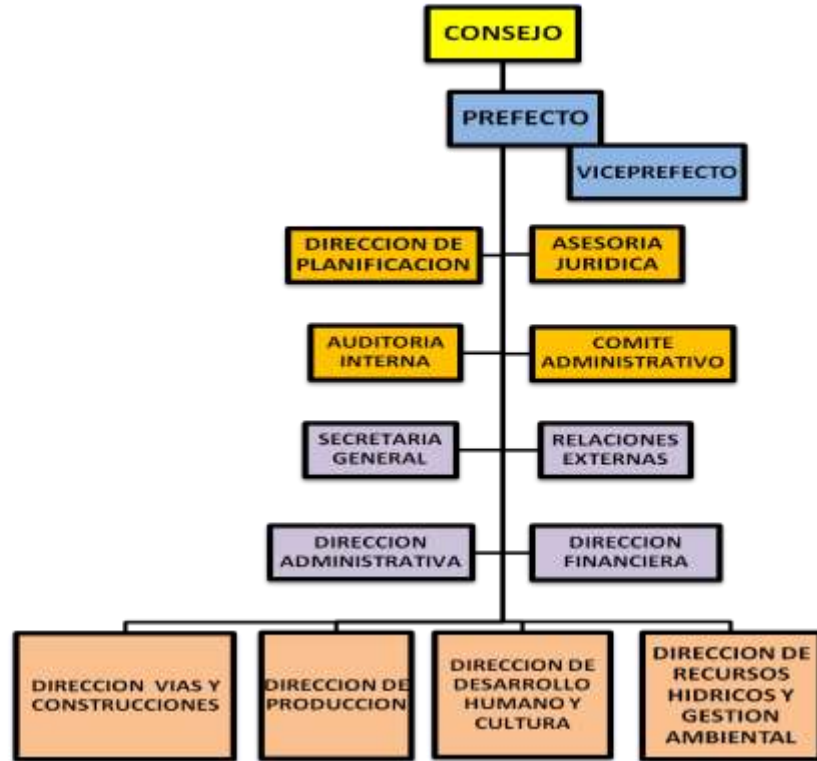 CONSEJO
PREFECTO
VICEPREFECTO
DIRECCION DE
PLANIFICACION
ASESORIA
JURIDICA
AUDITORIA
INTERNA
COMITE
ADMINISTRATIVO
SECRETARIA
GENERAL
RELACIONES
EXTERNAS
DIRECCION
ADMINISTRATIVA
DIRECCION
FINANCIERA
DIRECCION VIAS Y
CONSTRUCCIONES
DIRECCION DE
PRODUCCION
DIRECCION DE
DESARROLLO
HUMANO Y
CULTURA
DIRECCION DE
RECURSOS
HIDRICOS Y
GESTION
AMBIENTAL